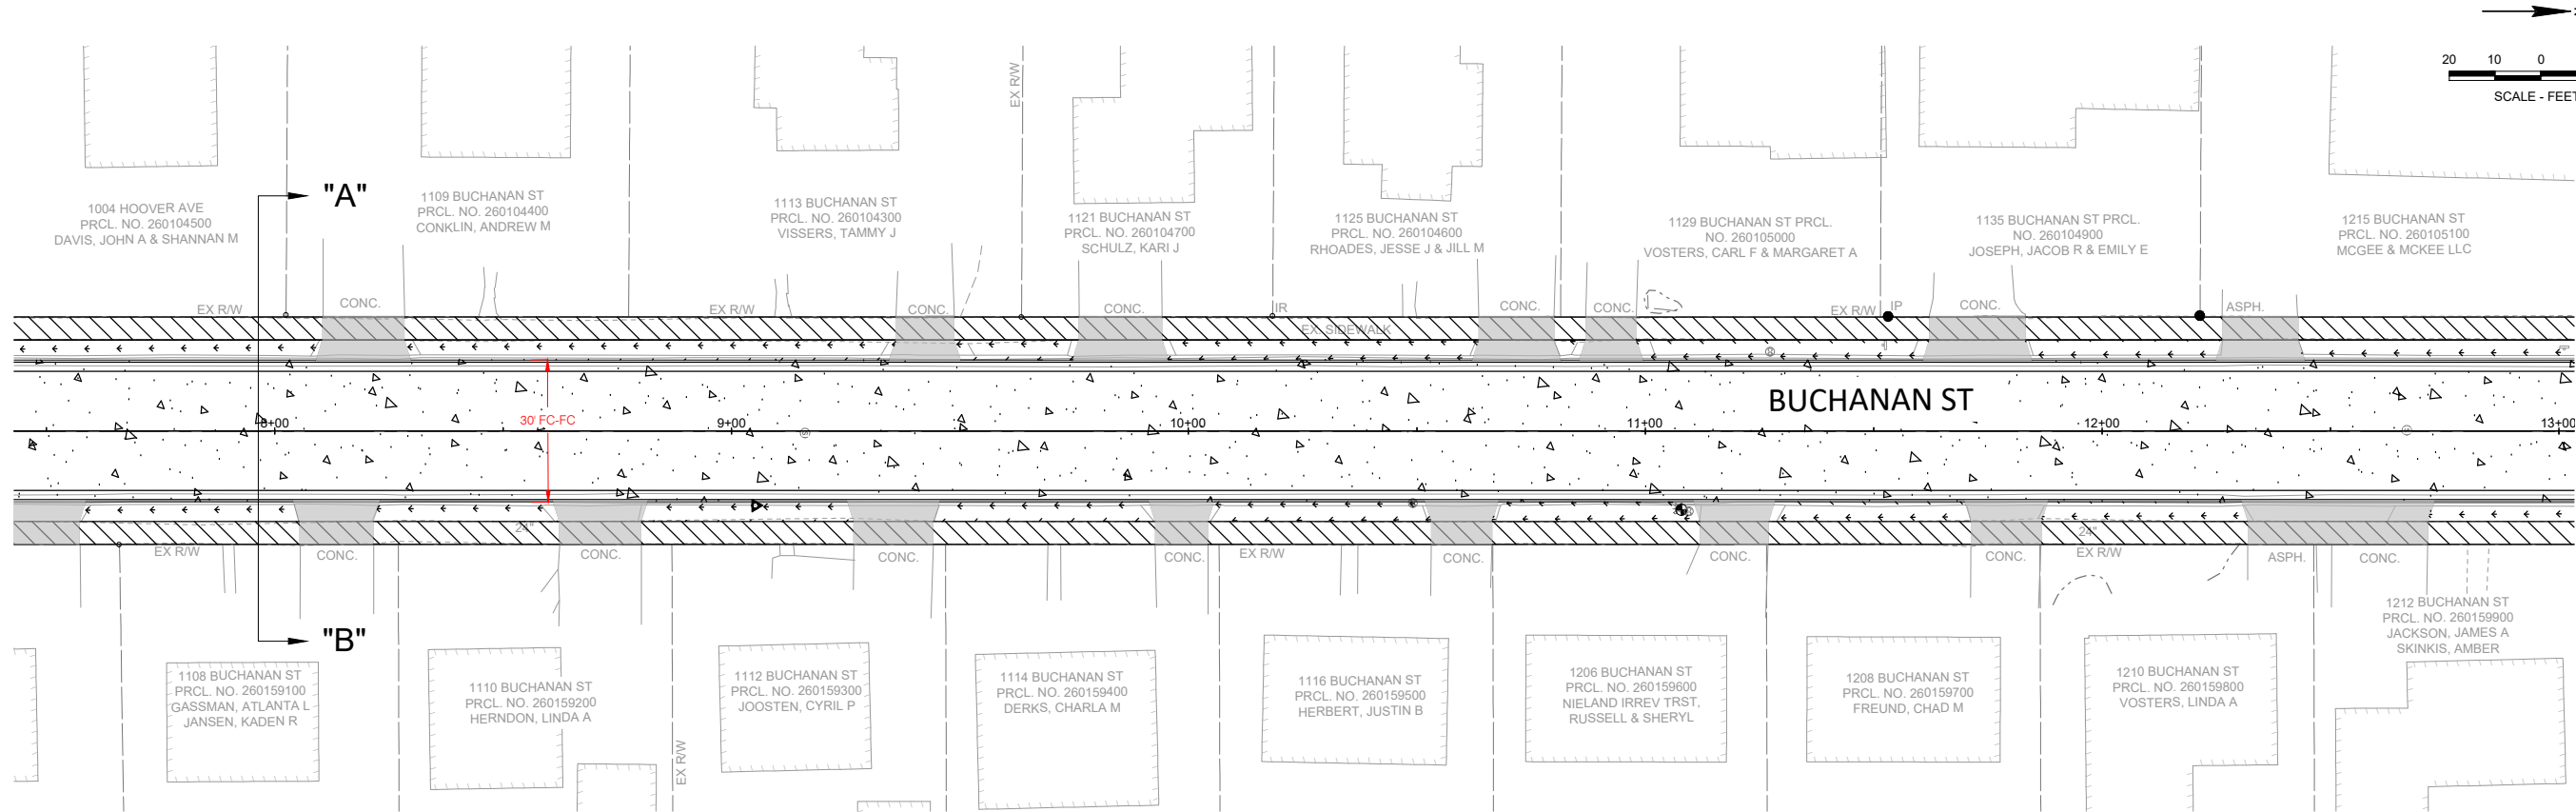 20 10 0
SCALE - FEET
"A"
1004 HOOVER AVE
PRCL. NO. 260104500
DAVIS, JOHN A & SHANNAN M
1109 BUCHANAN ST
PRCL. NO. 260104400
CONKLIN, ANDREW M
1113 BUCHANAN ST
PRCL. NO. 260104300
VISSERS, TAMMY J
EX R/W
1121 BUCHANAN ST
PRCL. NO. 260104700
SCHULZ, KARI J
1125 BUCHANAN ST
PRCL. NO. 260104600
RHOADES, JESSE J & JILL M
1129 BUCHANAN ST PRCL.
NO. 260105000
VOSTERS, CARL F & MARGARET A
1135 BUCHANAN ST PRCL.
NO. 260104900
JOSEPH, JACOB R & EMILY E
1215 BUCHANAN ST
PRCL. NO. 260105100
MCGEE & MCKEE LLC
EX R/W
CONC.
EX R/W
CONC.
CONC.
IR
EX. SIDEWALK
CONC.
CONC.
EX R/W
IP
CONC.
ASPH.
BUCHANAN ST
8+00
30' FC-FC
9+00
10+00
11+00
12+00
13+00
24"
24"
EX R/W
CONC.
CONC.
CONC.
CONC.
EX R/W
CONC.
CONC.
CONC.
EX R/W
ASPH.
CONC.
"B"
1108 BUCHANAN ST
PRCL. NO. 260159100
GASSMAN, ATLANTA L
JANSEN, KADEN R
1110 BUCHANAN ST
PRCL. NO. 260159200
HERNDON, LINDA A
EX R/W
1112 BUCHANAN ST
PRCL. NO. 260159300
JOOSTEN, CYRIL P
1114 BUCHANAN ST
PRCL. NO. 260159400
DERKS, CHARLA M
1116 BUCHANAN ST
PRCL. NO. 260159500
HERBERT, JUSTIN B
1206 BUCHANAN ST
PRCL. NO. 260159600
NIELAND IRREV TRST,
RUSSELL & SHERYL
1208 BUCHANAN ST
PRCL. NO. 260159700
FREUND, CHAD M
1210 BUCHANAN ST
PRCL. NO. 260159800
VOSTERS, LINDA A
1212 BUCHANAN ST
PRCL. NO. 260159900
JACKSON, JAMES A
SKINKIS, AMBER